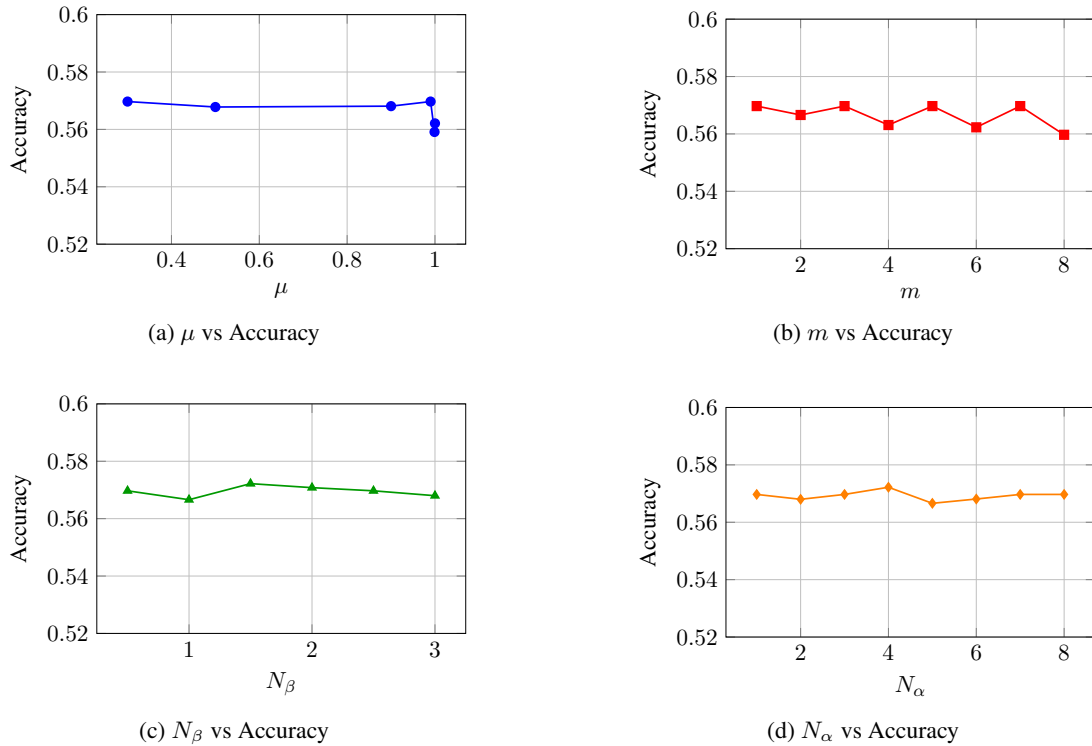 0.6
0.58
0.56
0.54
0.52
Accuracy
0.4 0.6 0.8 1
μ
(a) μ vs Accuracy
0.6
0.58
0.56
0.54
0.52
Accuracy
2 4 6 8
m
(b) m vs Accuracy
0.6
0.58
0.56
0.54
0.52
Accuracy
1 2 3
N_β
(c) N_β vs Accuracy
0.6
0.58
0.56
0.54
0.52
Accuracy
2 4 6 8
N_α
(d) N_α vs Accuracy